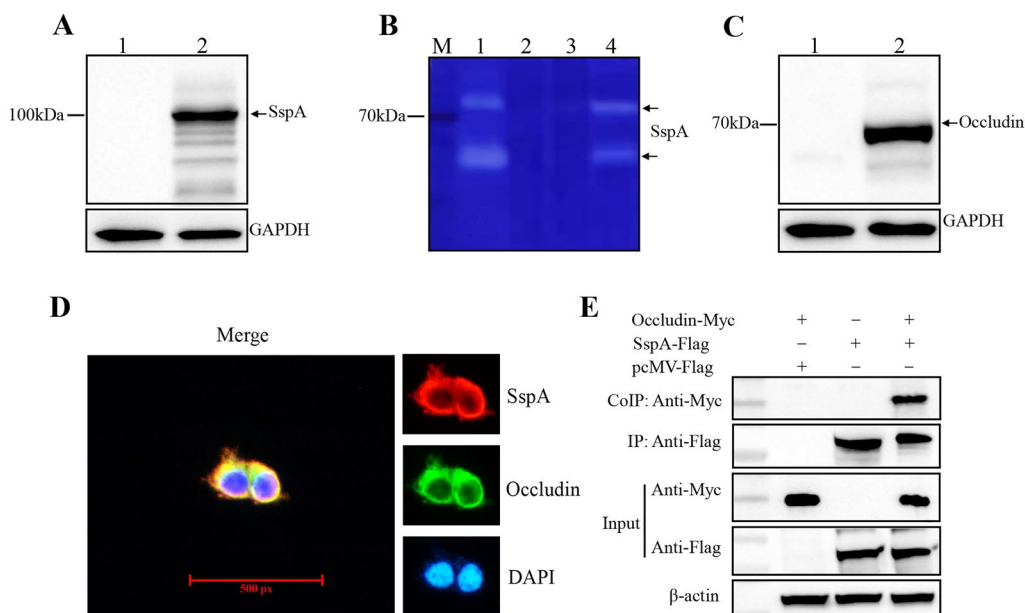 A
1 2
100kDa
SspA
GAPDH
B
M 1 2 3 4
70kDa
SspA
C
1 2
70kDa
Occludin
GAPDH
D
Merge
500 px
SspA
Occludin
DAPI
E
Occludin-Myc + – +
SspA-Flag – + +
pcMV-Flag + – –
CoIP: Anti-Myc
IP: Anti-Flag
Input
Anti-Myc
Anti-Flag
β-actin